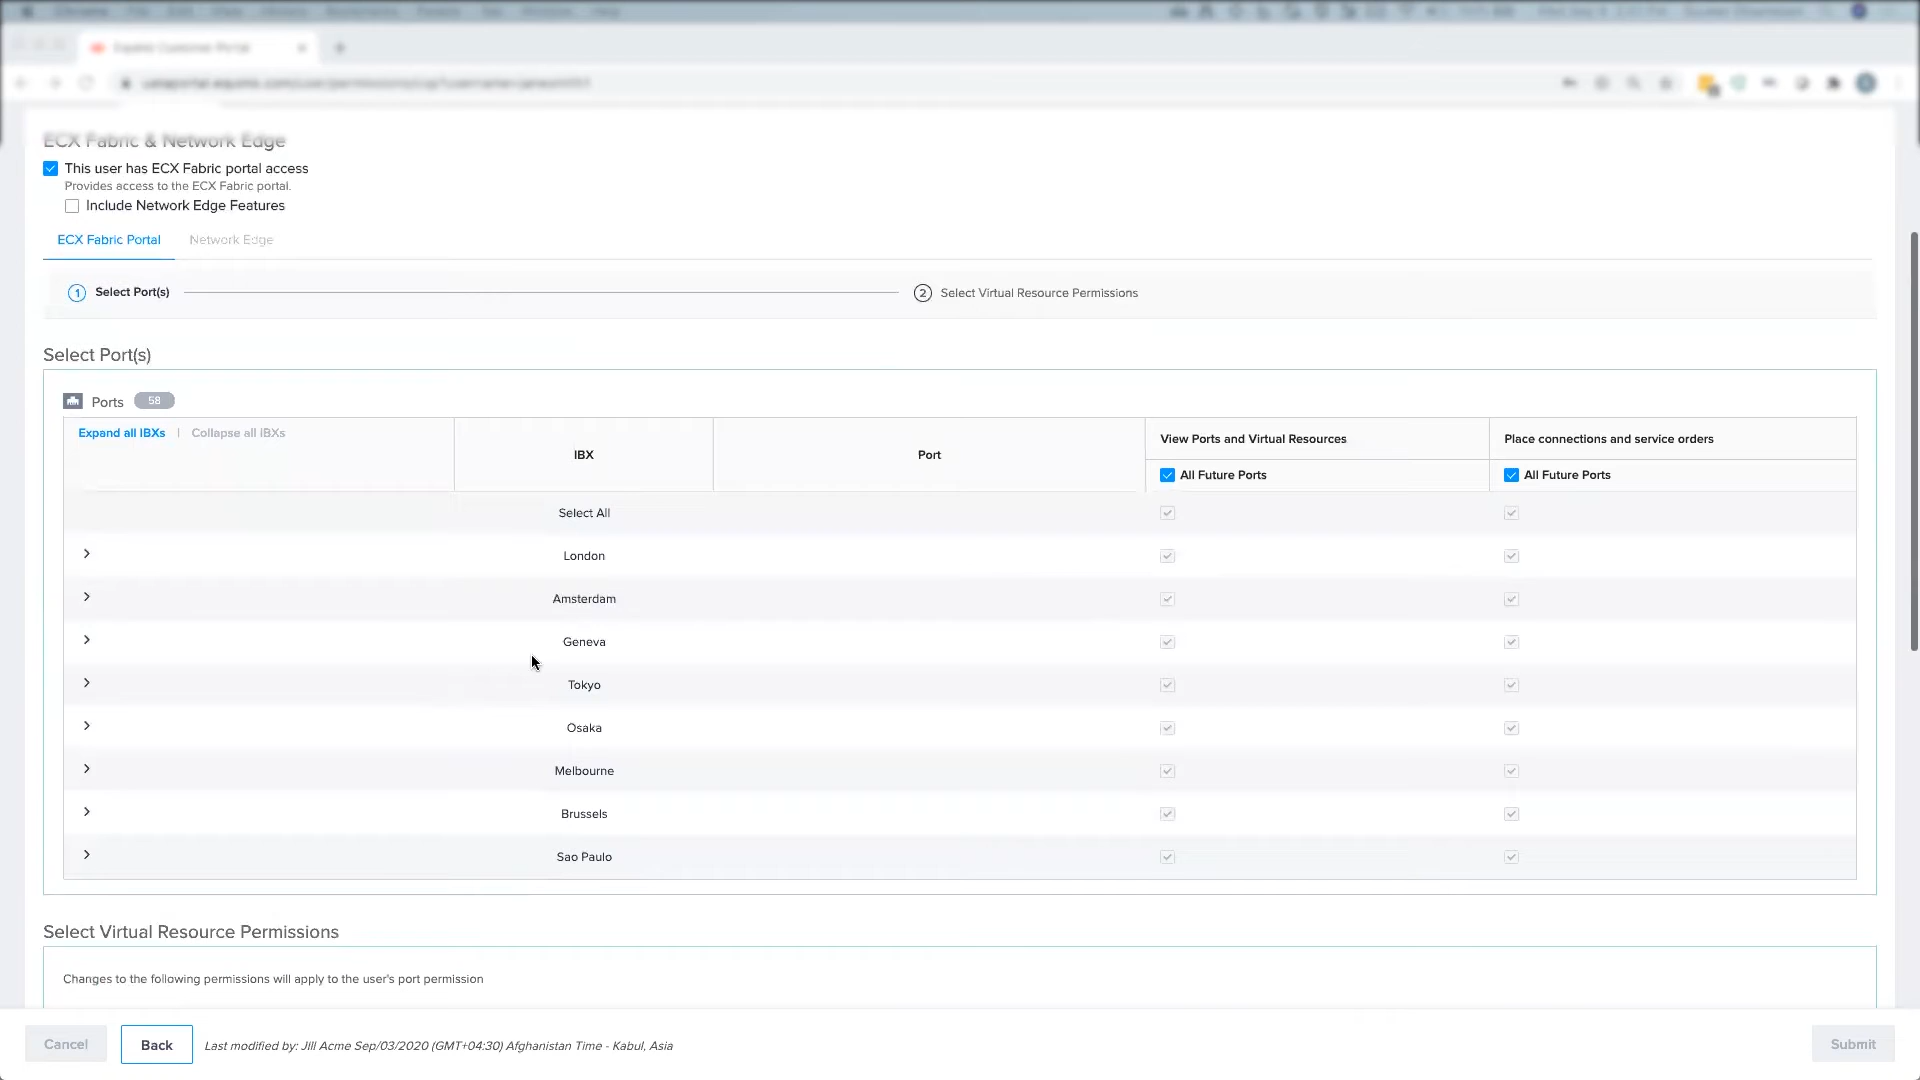 ECX Fabric & Network Edge
This user has ECX Fabric portal access
Provides access to the ECX Fabric portal.
Include Network Edge Features
ECX Fabric Portal Network Edge
1 Select Port(s) 2 Select Virtual Resource Permissions
Select Port(s)
Ports 58
Expand all IBXs | Collapse all IBXs
IBX Port
View Ports and Virtual Resources Place connections and service orders
All Future Ports All Future Ports
Select All
London
Amsterdam
Geneva
Tokyo
Osaka
Melbourne
Brussels
Sao Paulo
Select Virtual Resource Permissions
Changes to the following permissions will apply to the user's port permission
Cancel Back Last modified by: JIll Acme Sep/03/2020 (GMT+04:30) Afghanistan Time - Kabul, Asia Submit